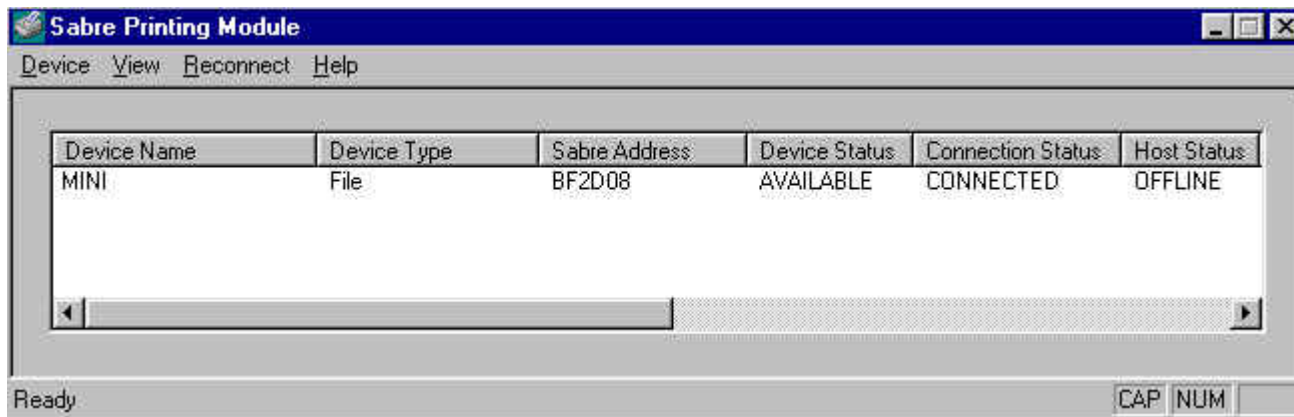 Sabre Printing Module
Device View Reconnect Help
Device Name Device Type Sabre Address Device Status Connection Status Host Status
MINI File BF2D08 AVAILABLE CONNECTED OFFLINE
Ready CAP NUM